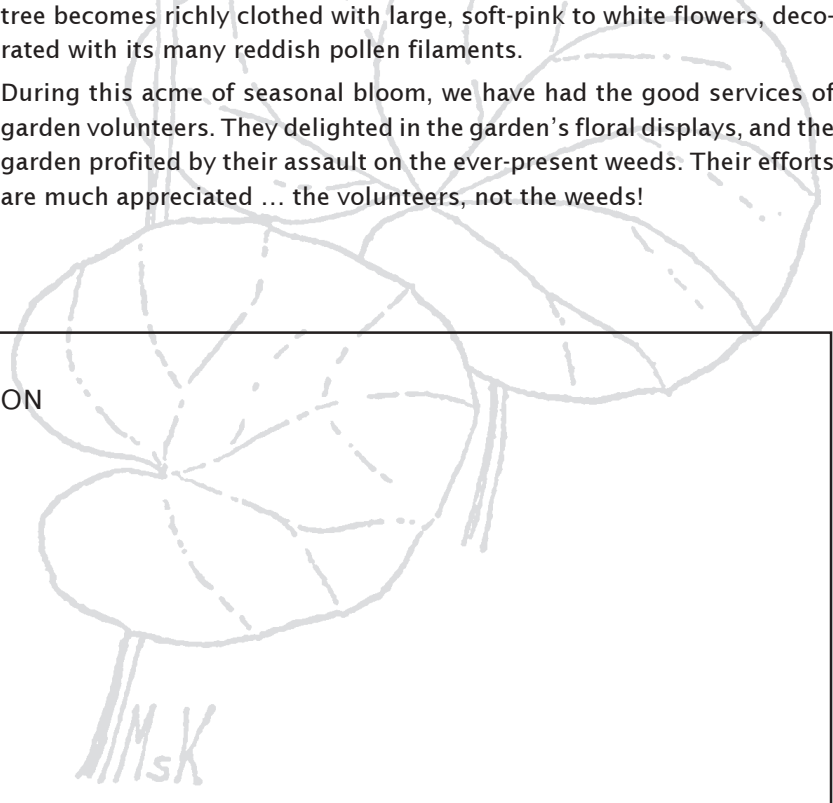 tree becomes richly clothed with large, soft-pink to white flowers, deco-
rated with its many reddish pollen filaments.
During this acme of seasonal bloom, we have had the good services of
garden volunteers. They delighted in the garden’s floral displays, and the
garden profited by their assault on the ever-present weeds. Their efforts
are much appreciated … the volunteers, not the weeds!
ON
MsK